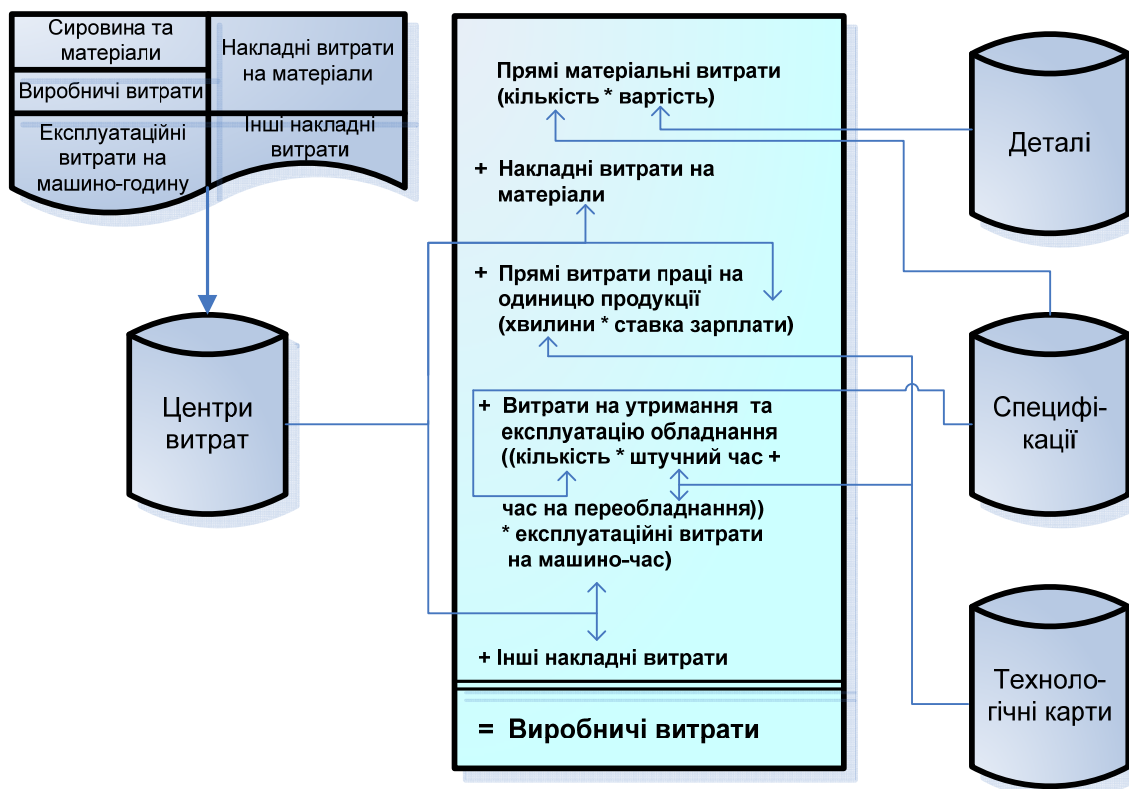 Сировина та
матеріали
Виробничі витрати
Експлуатаційні
витрати на
машино-годину
Накладні витрати
на матеріали
Інші накладні
витрати
Центри
витрат
Прямі матеріальні витрати
(кількість * вартість)
+ Накладні витрати на
матеріали
+ Прямі витрати праці на
одиницю продукції
(хвилини * ставка зарплати)
+ Витрати на утримання та
експлуатацію обладнання
((кількість * штучний час +
час на переобладнання))
* експлуатаційні витрати
на машино-час)
+ Інші накладні витрати
= Виробничі витрати
Деталі
Специфі-
кації
Техноло-
гічні карти